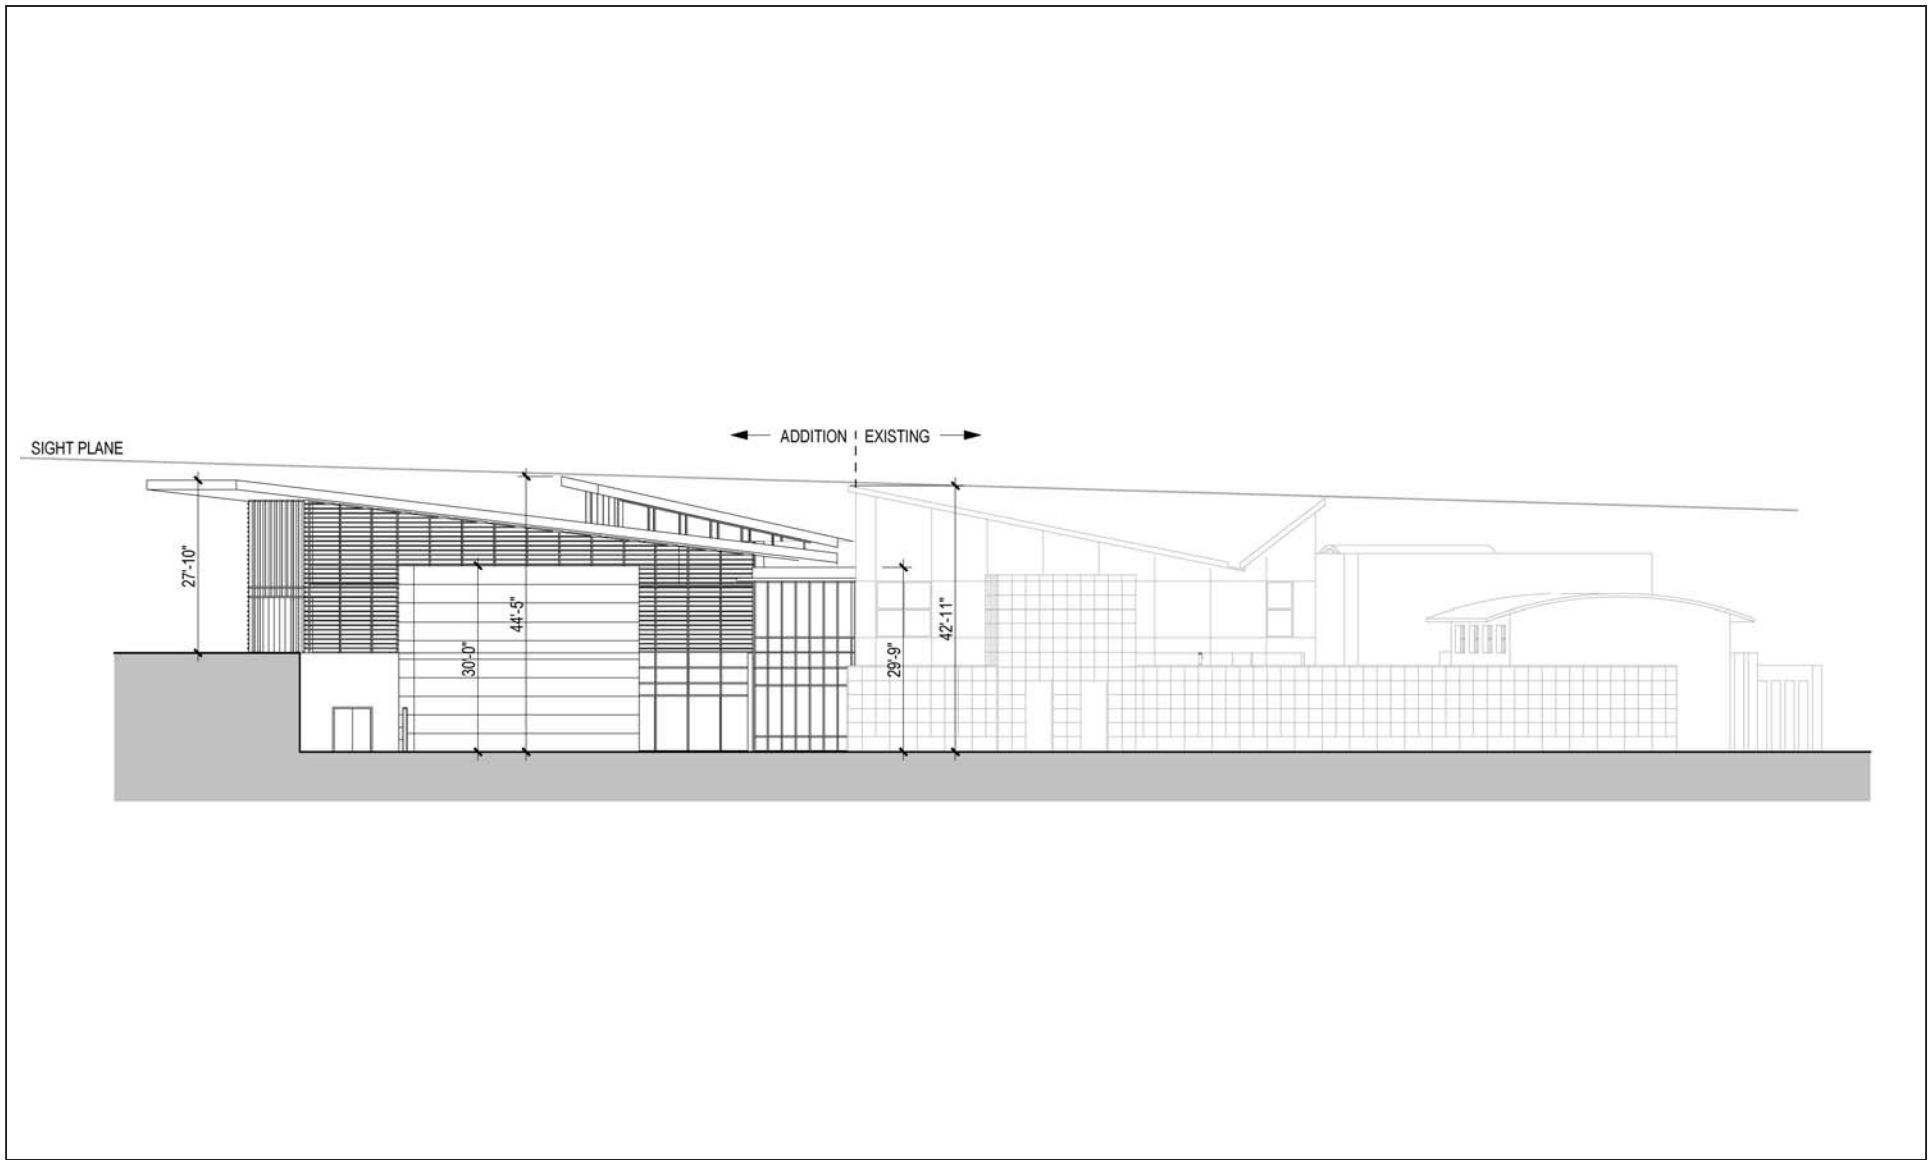 ADDITION EXISTING
SIGHT PLANE
27'-10"
30'-0"
44'-5"
29'-9"
42'-11"